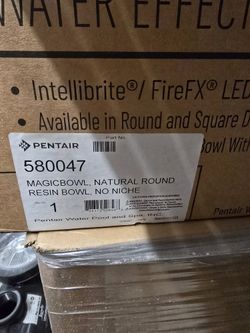 WATER EFFECT
• Intellibrite®/ FireFX® LED
• Available in Round and Square D
Bowl With
PENTAIR
Part No.
580047
MAGICBOWL, NATURAL ROUND
RESIN BOWL, NO NICHE
1
Pentair Water Pool and Spa, INC.
Pentair